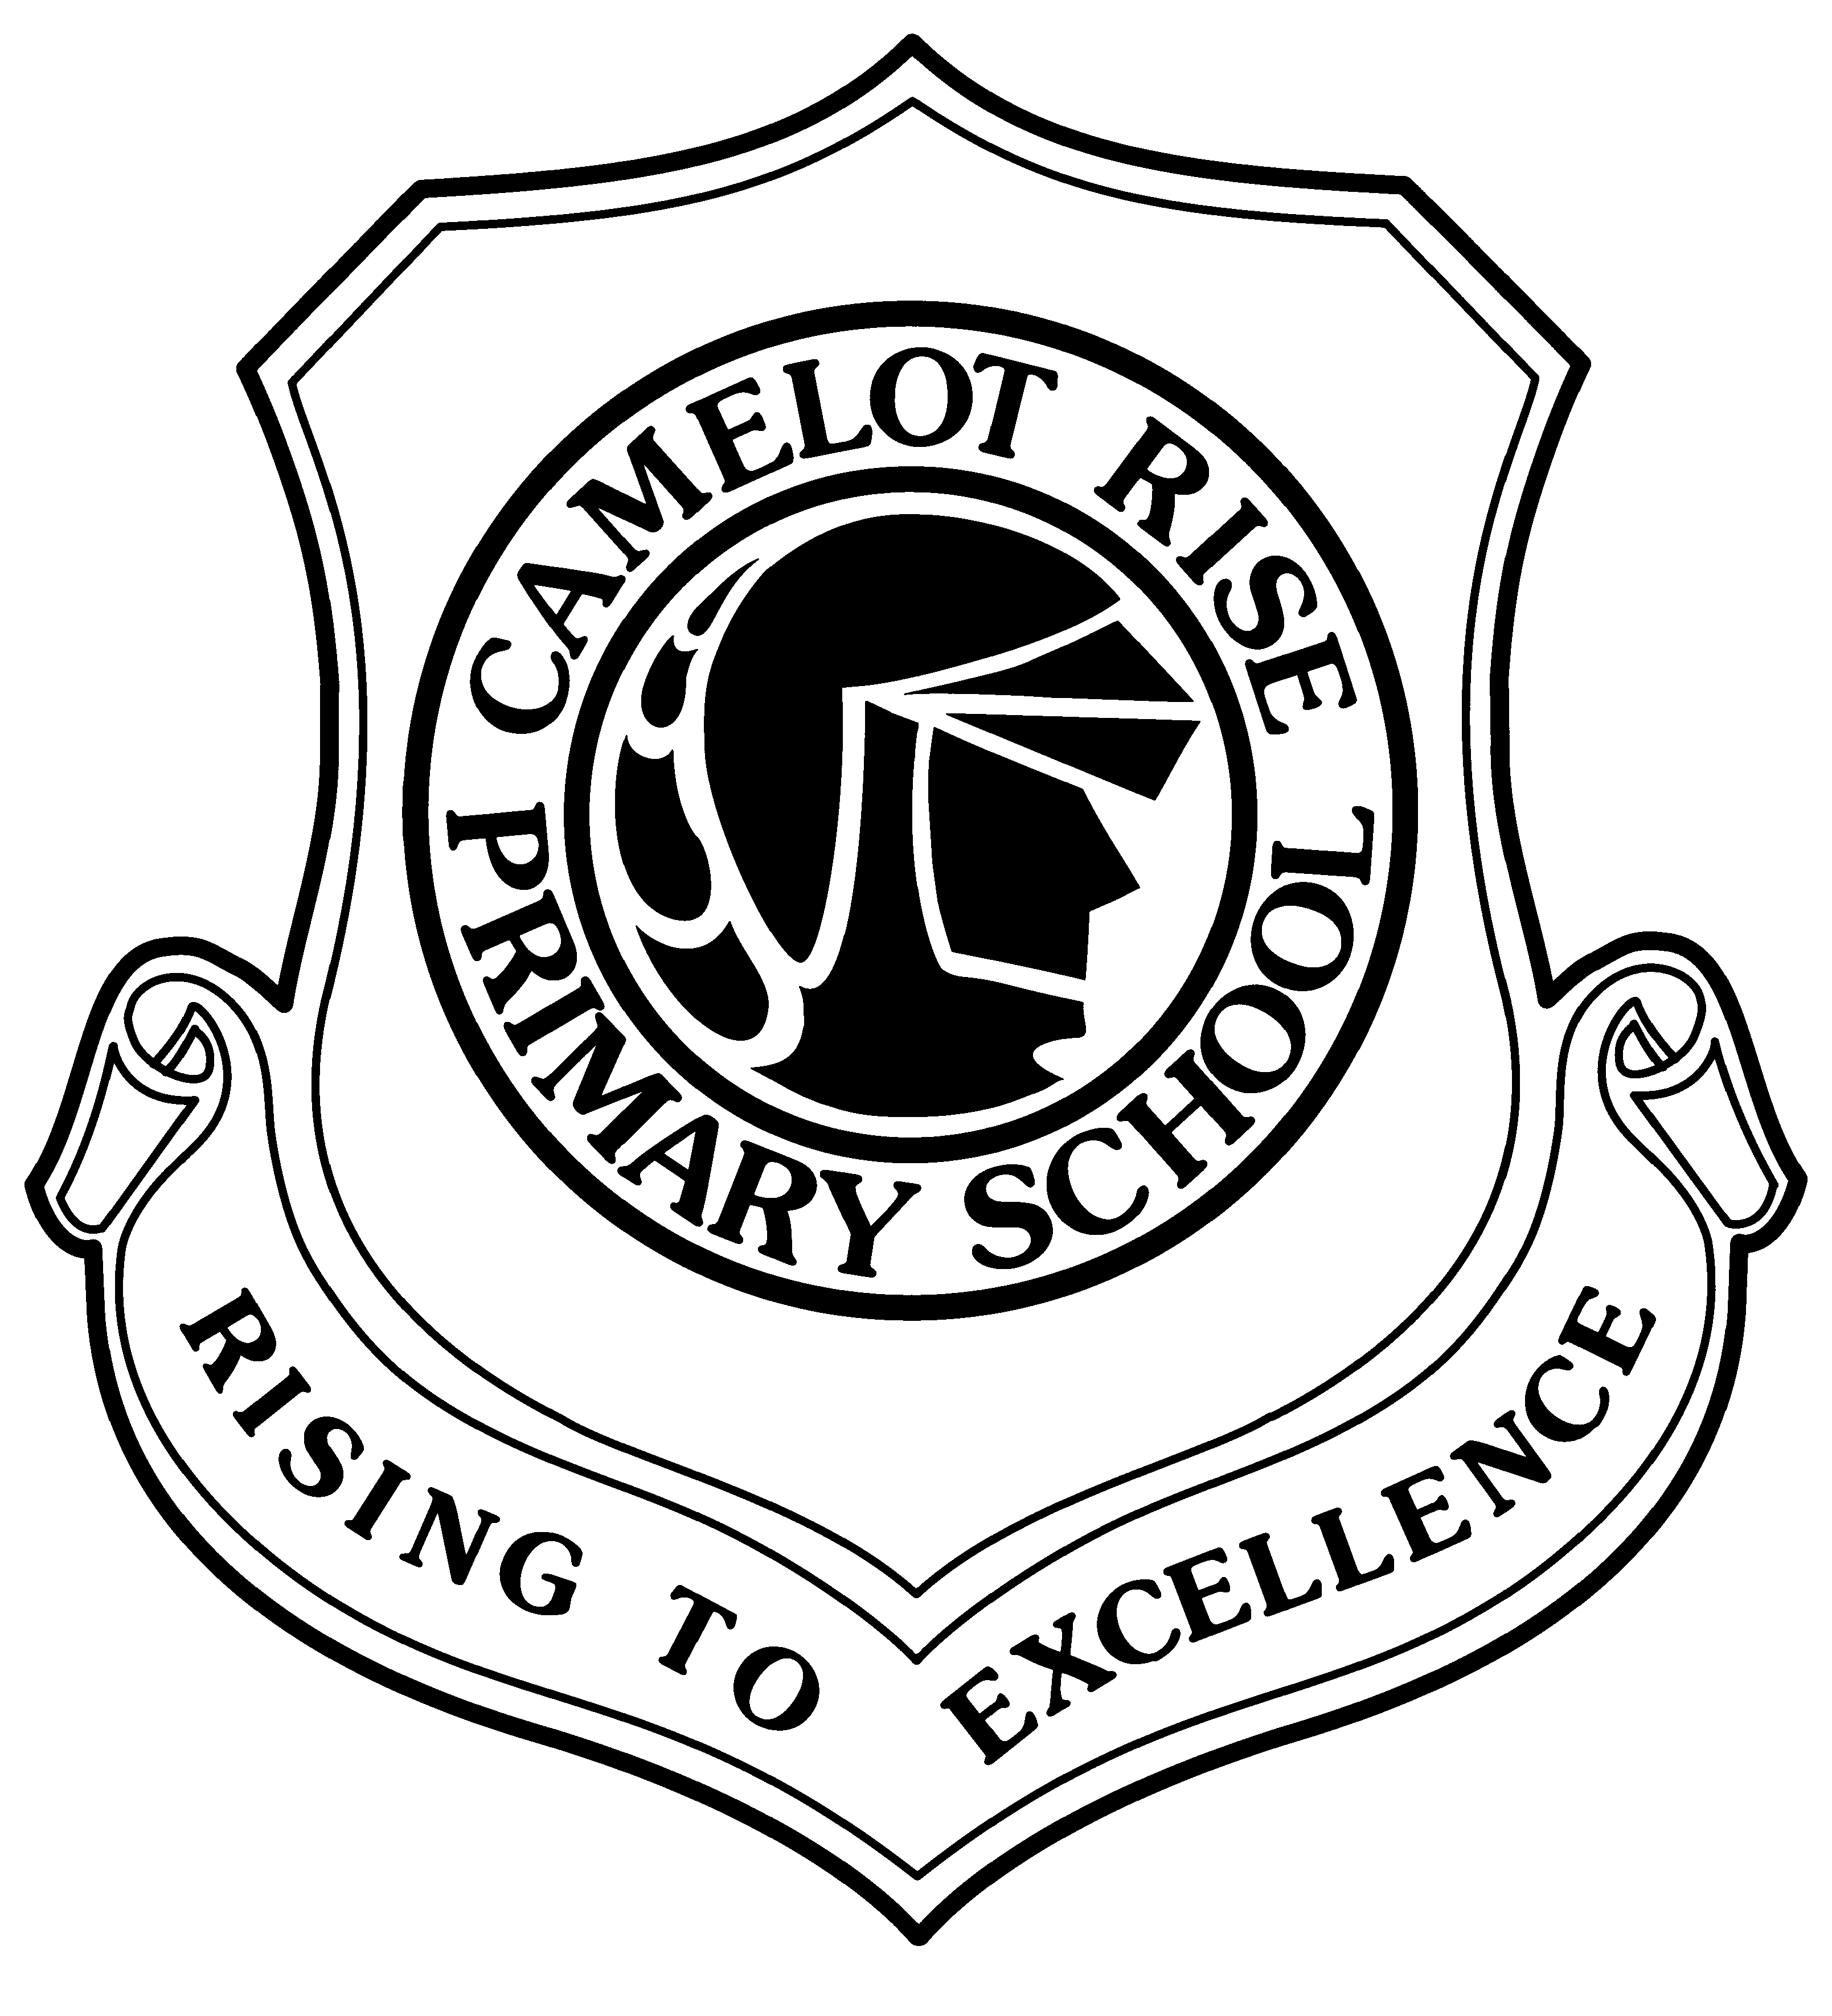 CAMELOT RISE
PRIMARY SCHOOL
RISING TO EXCELLENCE